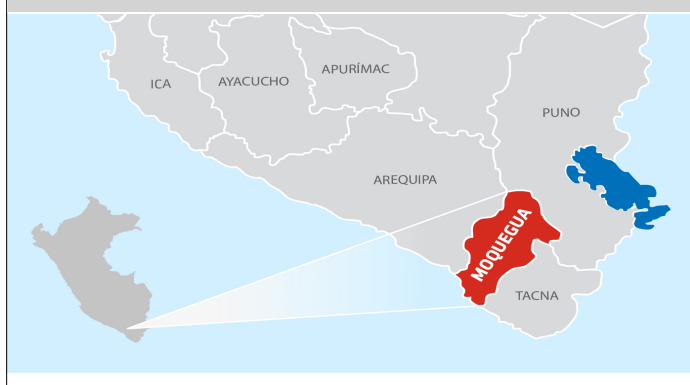 APURÍMAC
ICA
AYACUCHO
PUNO
AREQUIPA
MOQUEGUA
TACNA